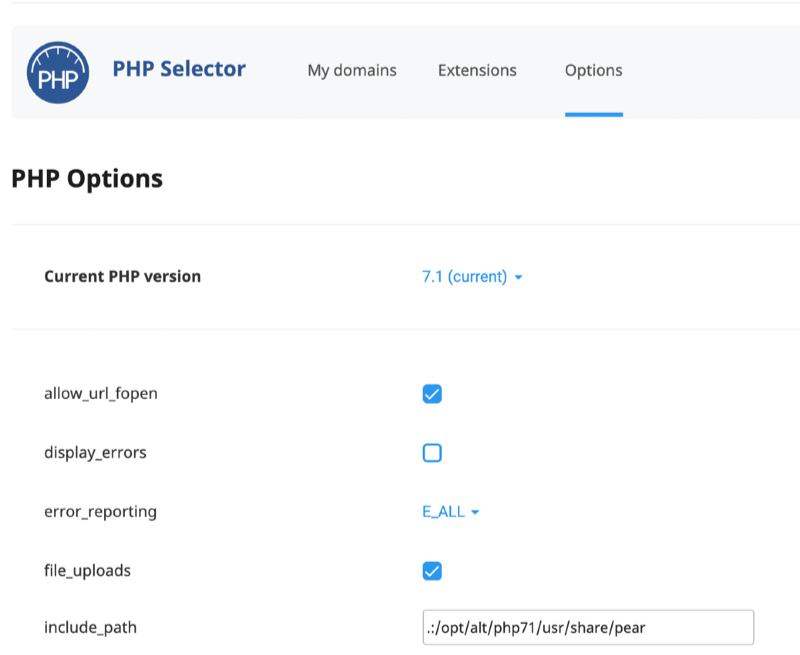 PHP PHP Selector My domains Extensions Options
PHP Options
Current PHP version 7.1 (current)
allow_url_fopen
display_errors
error_reporting E_ALL
file_uploads
include_path .:/opt/alt/php71/usr/share/pear